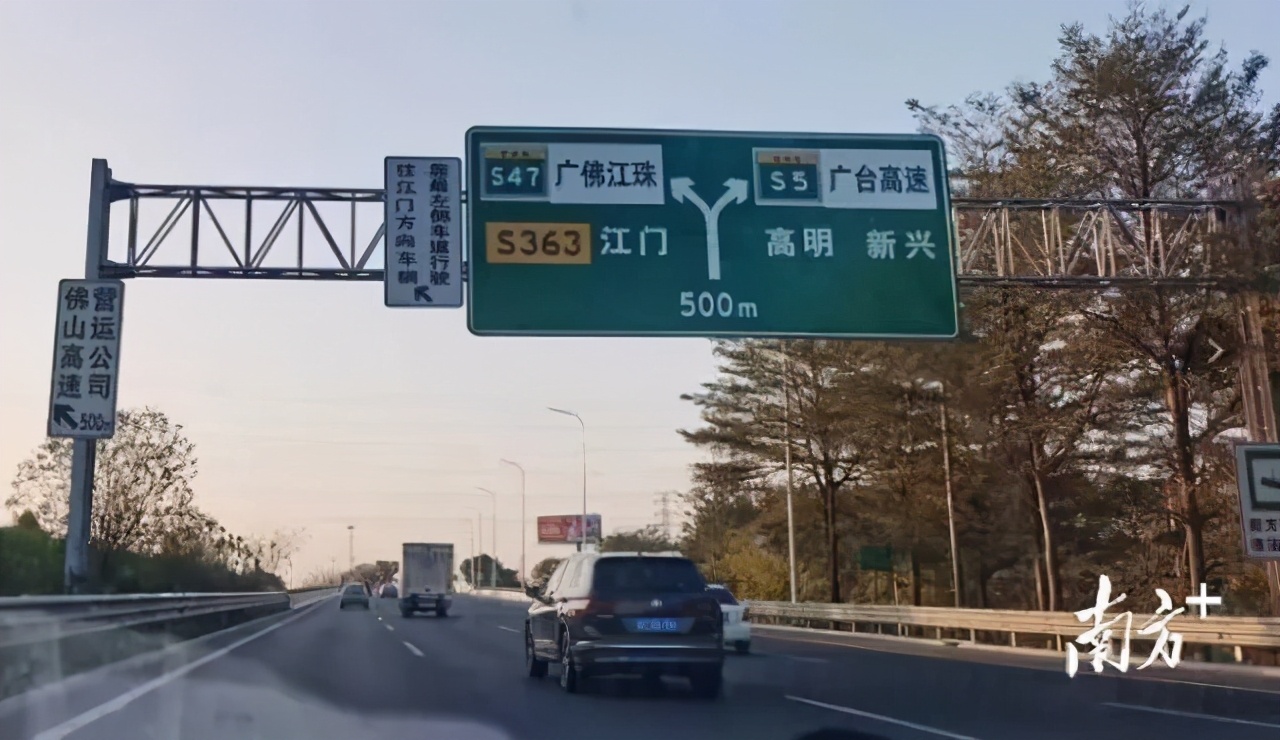 往江门方向车辆
请靠左侧车道行驶
S47 广佛江珠
S5 广台高速
S363 江门
高明 新兴
500m
佛山高速
营运公司
500m
南方+